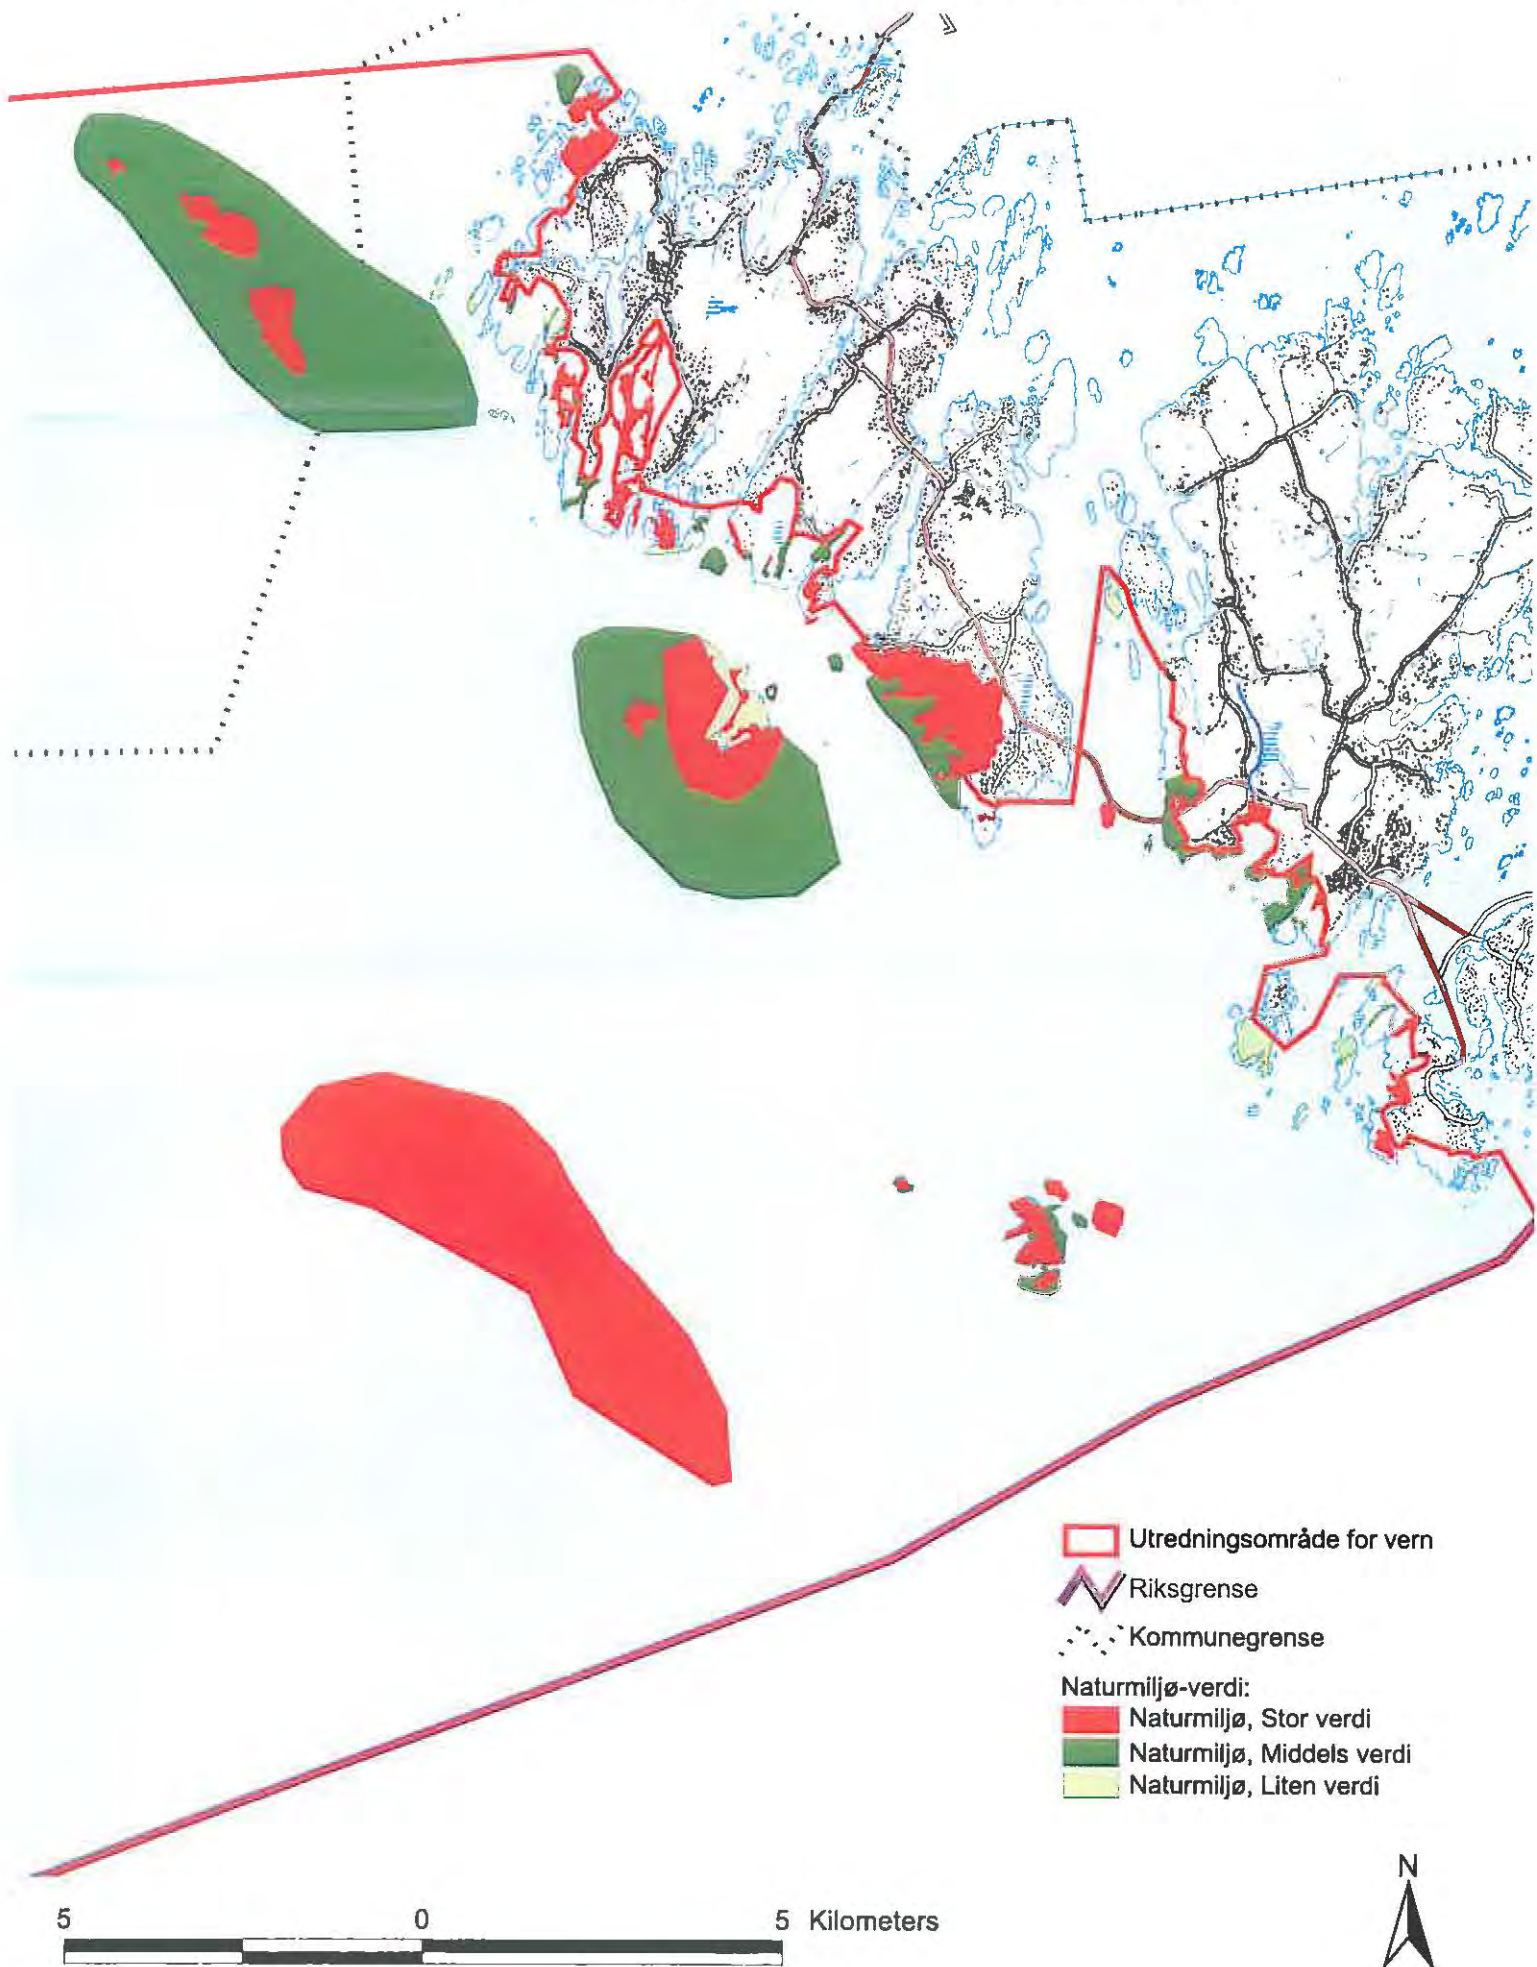 Utredningsområde for vern
Riksgrense
Kommunegrense
Naturmiljø-verdi:
Naturmiljø, Stor verdi
Naturmiljø, Middels verdi
Naturmiljø, Liten verdi
N
5 0 5 Kilometers